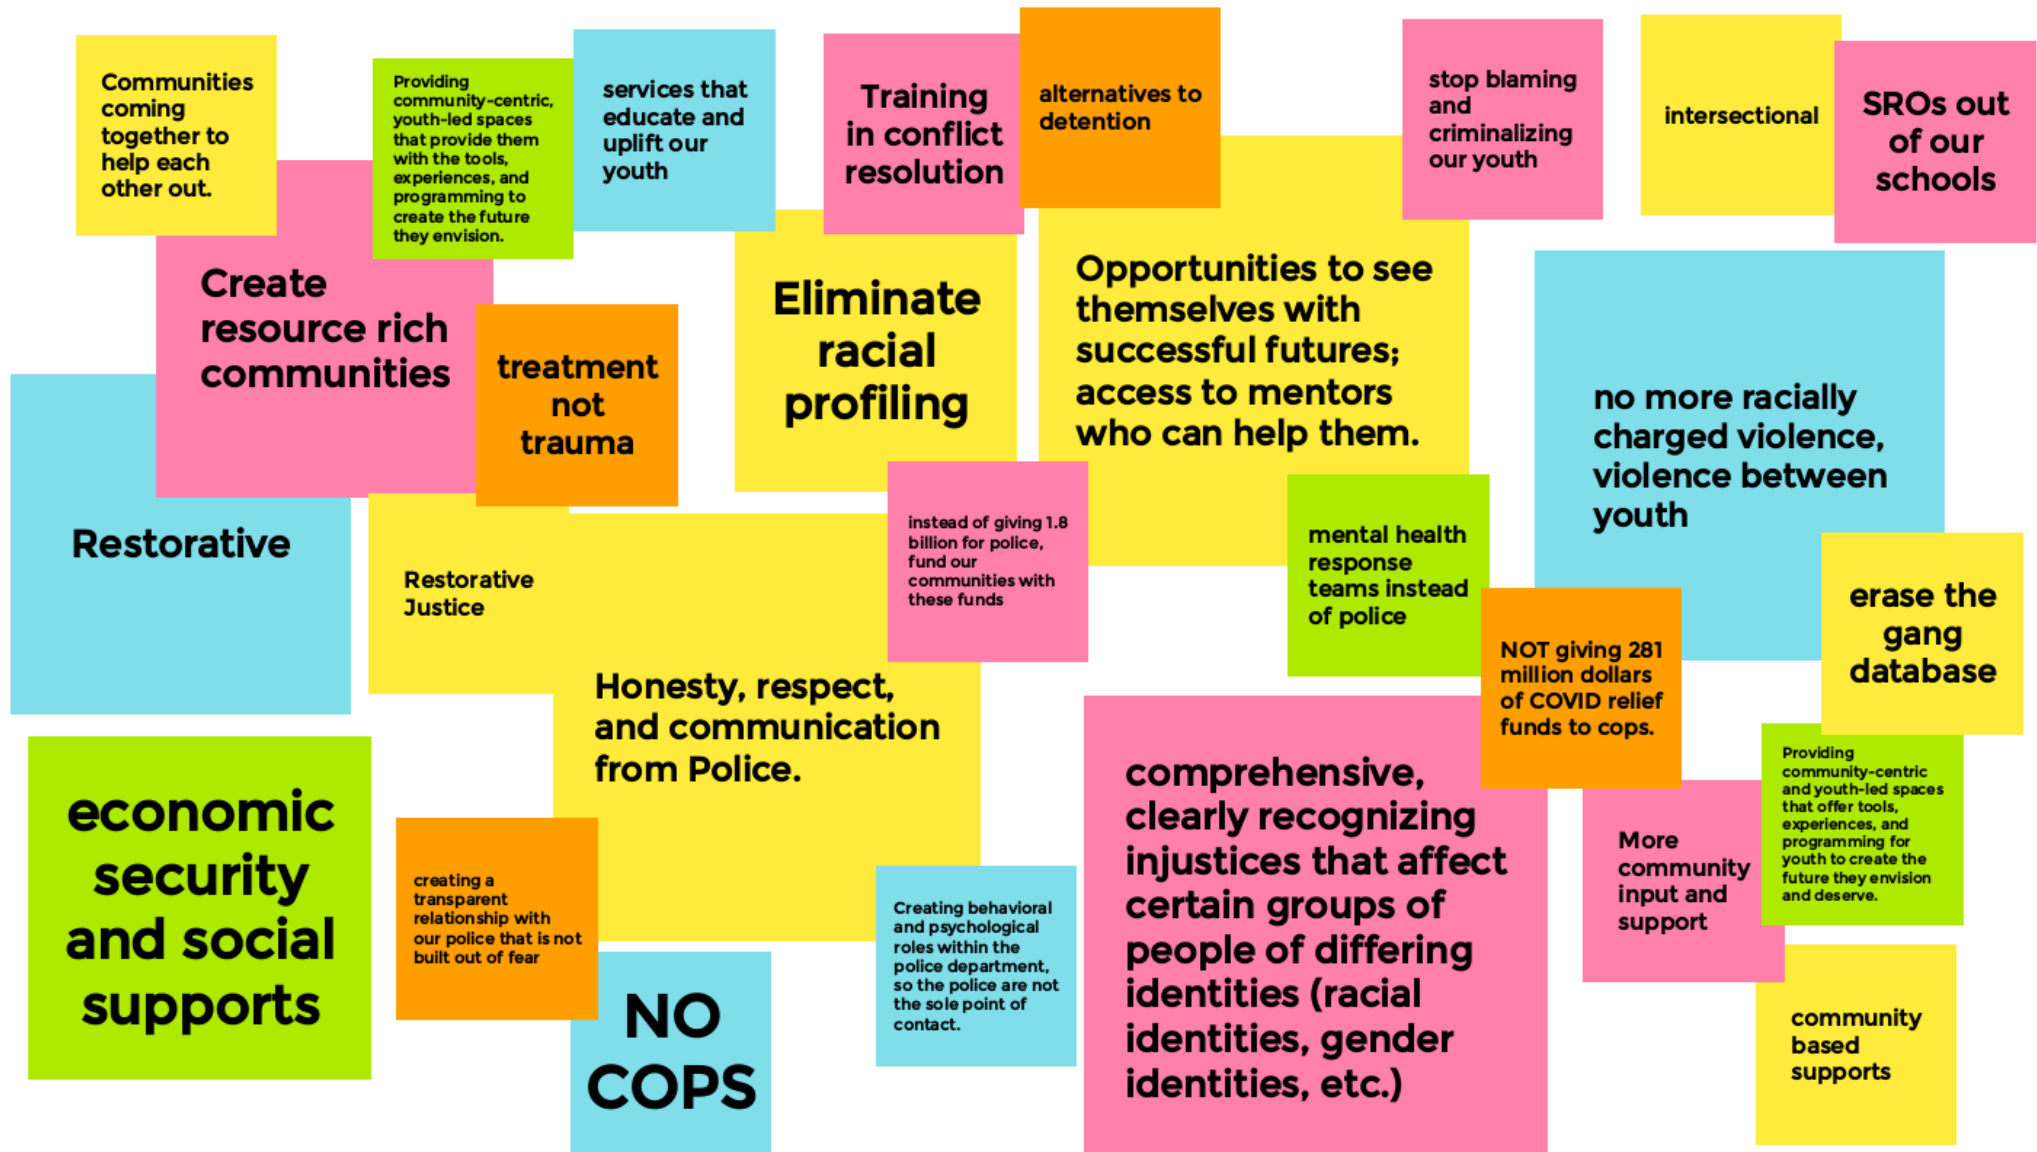 Communities
coming
together to
help each
other out.
Providing
community-centric,
youth-led spaces
that provide them
with the tools,
experiences, and
programming to
create the future
they envision.
services that
educate and
uplift our
youth
Training
in conflict
resolution
alternatives to
detention
stop blaming
and
criminalizing
our youth
intersectional
SROs out
of our
schools
Create
resource rich
communities
treatment
not
trauma
Eliminate
racial
profiling
Opportunities to see
themselves with
successful futures;
access to mentors
who can help them.
no more racially
charged violence,
violence between
youth
Restorative
Restorative
Justice
instead of giving 1.8
billion for police,
fund our
communities with
these funds
mental health
response
teams instead
of police
NOT giving 281
million dollars
of COVID relief
funds to cops.
erase the
gang
database
Honesty, respect,
and communication
from Police.
economic
security
and social
supports
creating a
transparent
relationship with
our police that is not
built out of fear
NO
COPS
Creating behavioral
and psychological
roles within the
police department,
so the police are not
the sole point of
contact.
comprehensive,
clearly recognizing
injustices that affect
certain groups of
people of differing
identities (racial
identities, gender
identities, etc.)
More
community
input and
support
Providing
community-centric
and youth-led spaces
that offer tools,
experiences, and
programming for
youth to create the
future they envision
and deserve.
community
based
supports